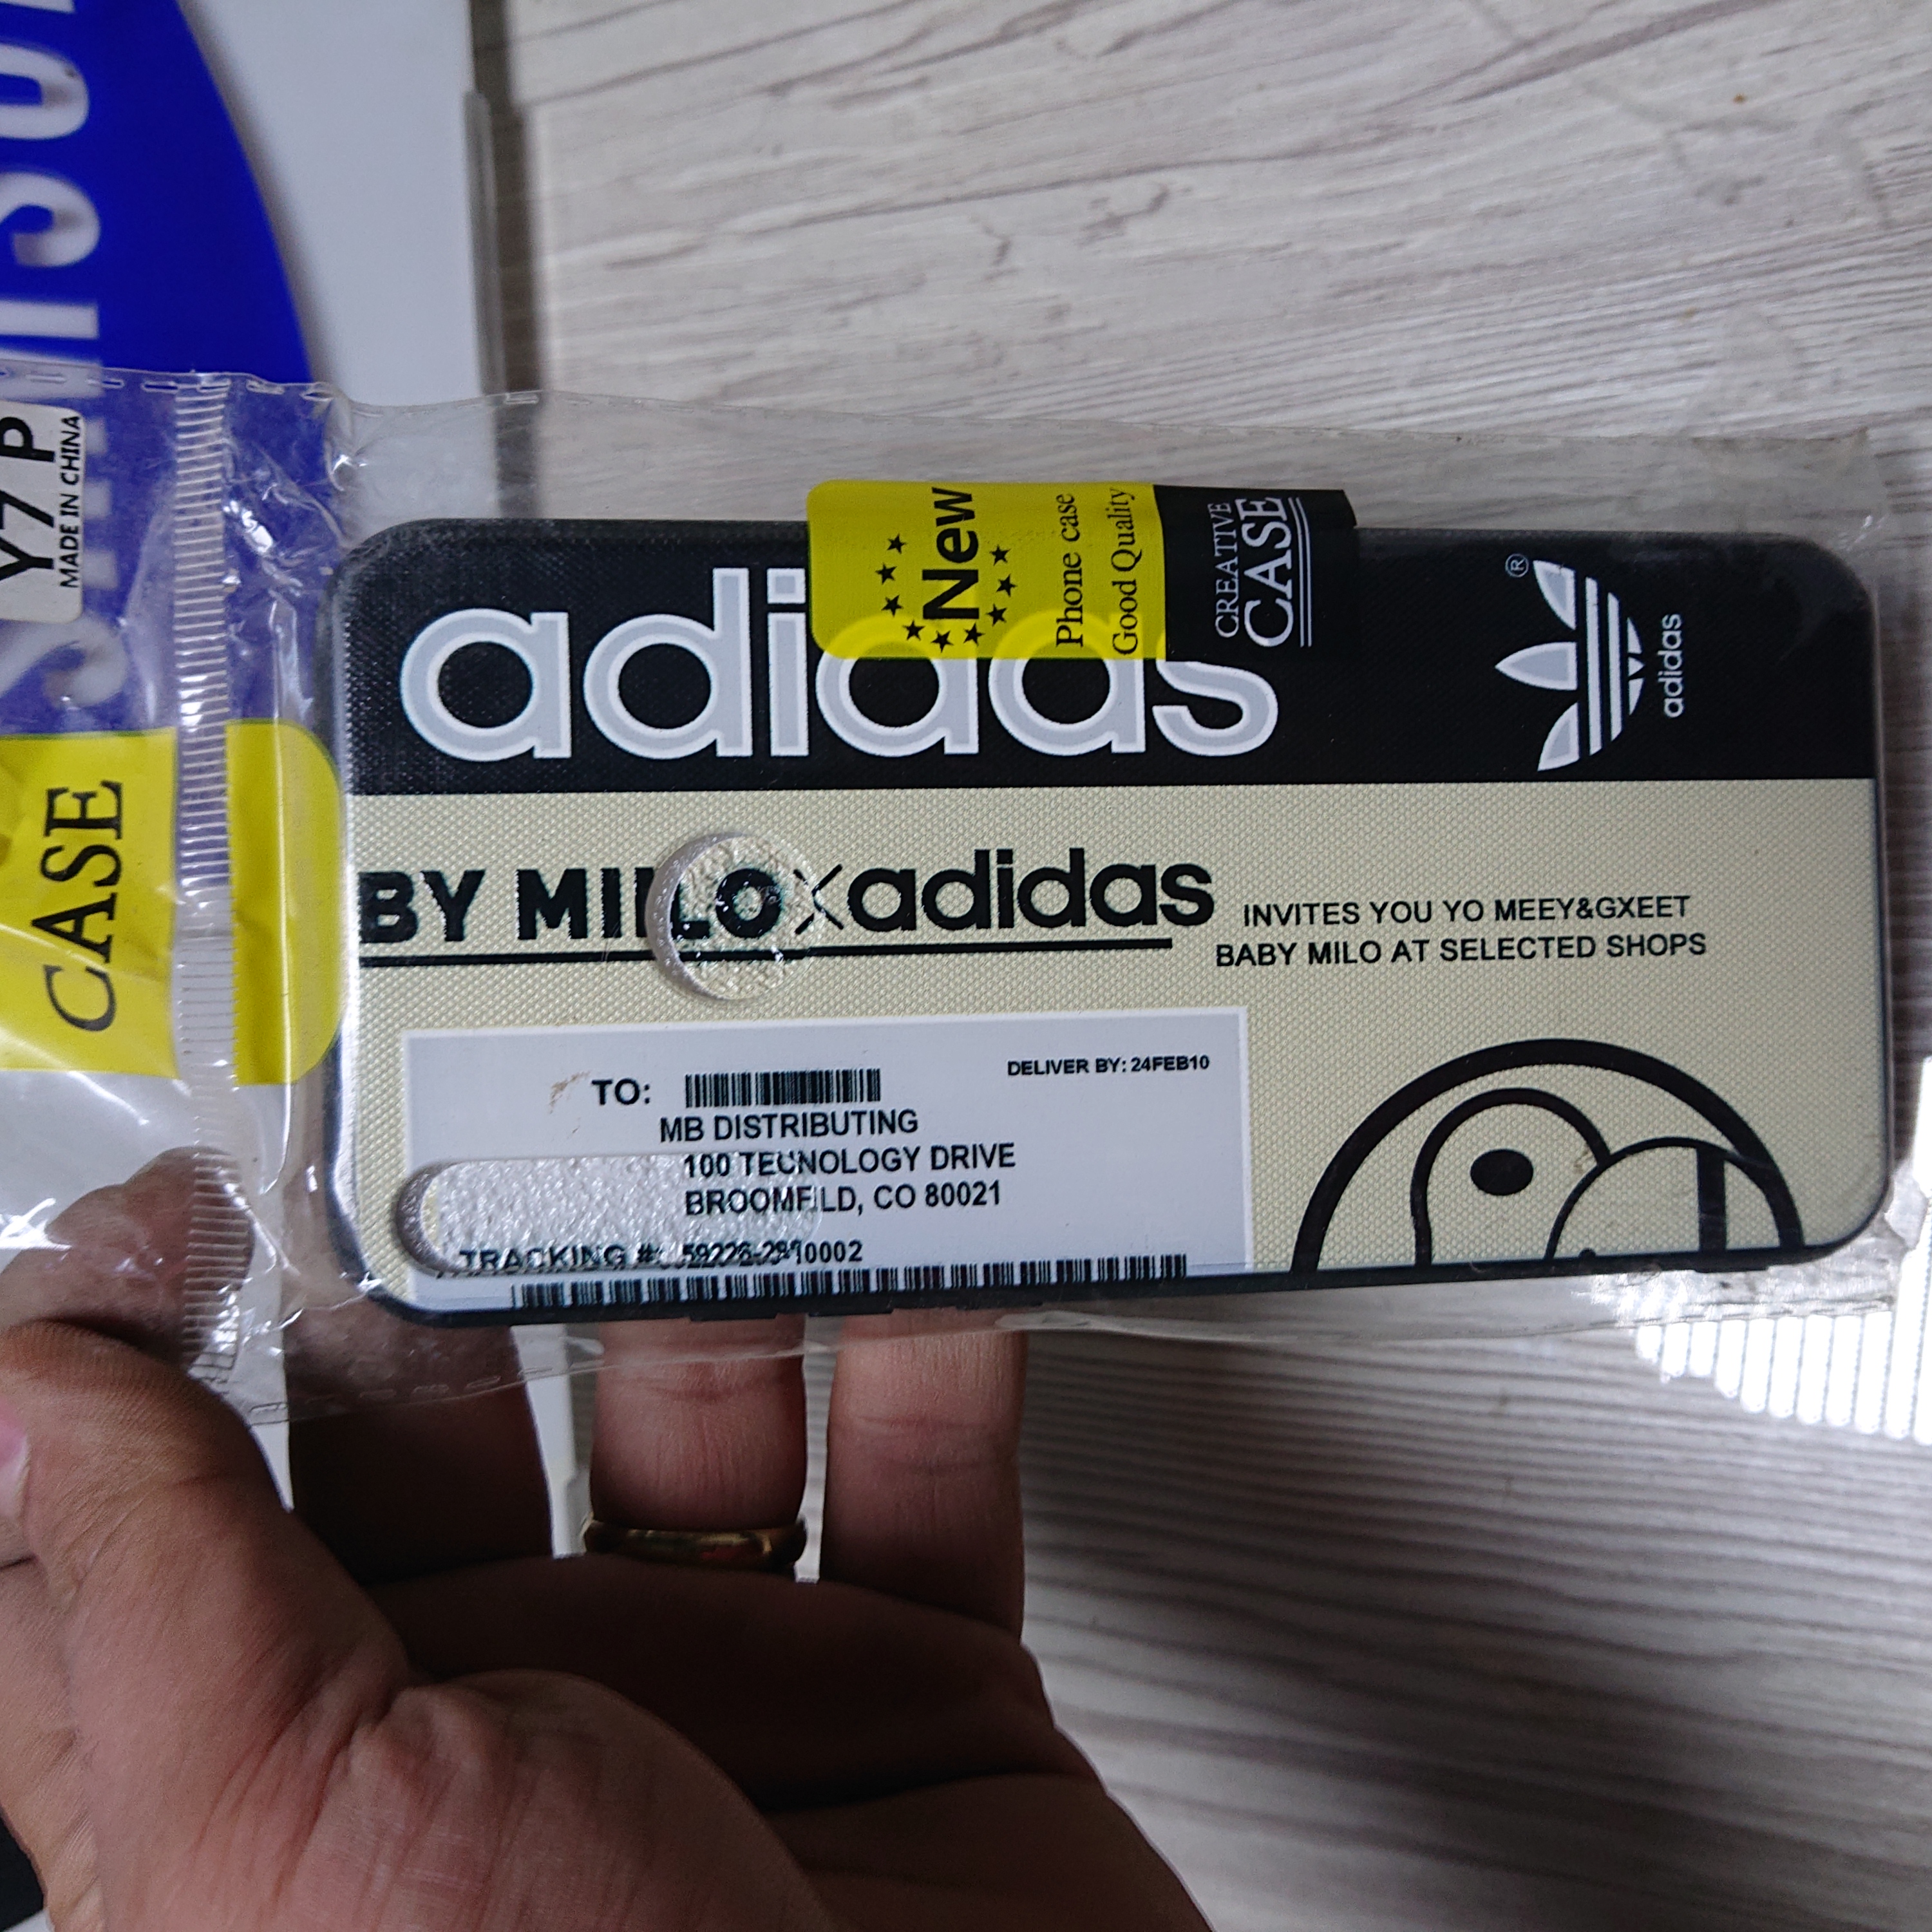 Y7 P
MADE IN CHINA
CASE
New
Phone case
Good Quality
CREATIVE
CASE
adidas
®
adidas
BY MILO×adidas
INVITES YOU YO MEEY&GXEET
BABY MILO AT SELECTED SHOPS
DELIVER BY: 24FEB10
TO:
MB DISTRIBUTING
100 TECNOLOGY DRIVE
BROOMFILD, CO 80021
TRACKING #: